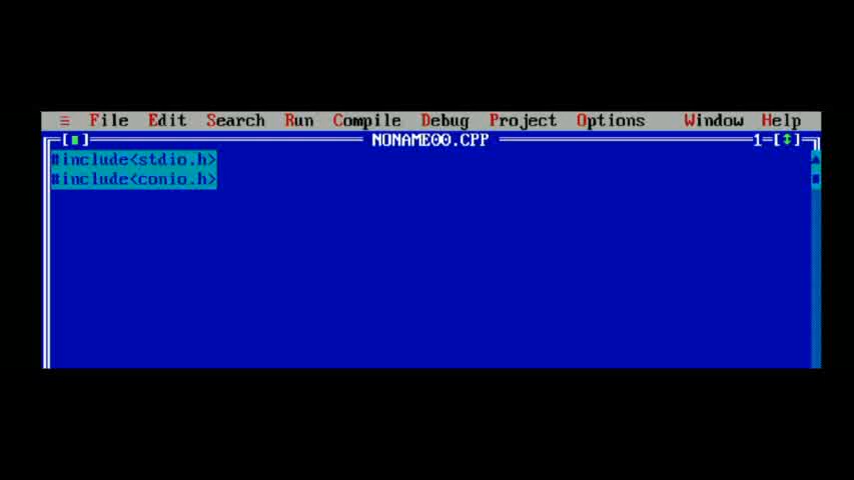 ≡ File Edit Search Run Compile Debug Project Options Window Help
[■] NONAME00.CPP 1=[↕]
#include<stdio.h>
#include<conio.h>